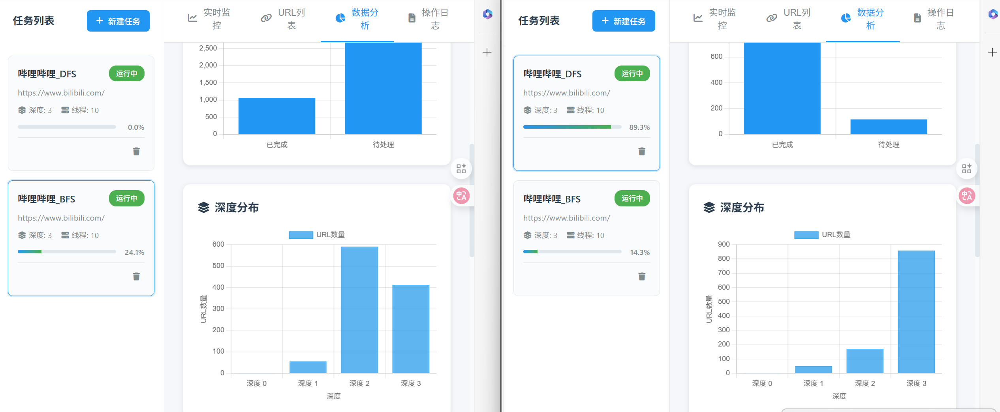 任务列表
+ 新建任务
哔哩哔哩_DFS
运行中
https://www.bilibili.com/
深度: 3 线程: 10
0.0%
哔哩哔哩_BFS
运行中
https://www.bilibili.com/
深度: 3 线程: 10
24.1%
实时监控
URL列表
数据分析
操作日志
2,500
2,000
1,500
1,000
500
0
已完成 待处理
深度分布
URL数量
600
500
400
300
200
100
0
URL数量
深度 0 深度 1 深度 2 深度 3
深度
中A
任务列表
+ 新建任务
哔哩哔哩_DFS
运行中
https://www.bilibili.com/
深度: 3 线程: 10
89.3%
哔哩哔哩_BFS
运行中
https://www.bilibili.com/
深度: 3 线程: 10
14.3%
实时监控
URL列表
数据分析
操作日志
600
400
200
0
已完成 待处理
深度分布
URL数量
900
800
700
600
500
400
300
200
100
0
URL数量
深度 0 深度 1 深度 2 深度 3
深度
中A